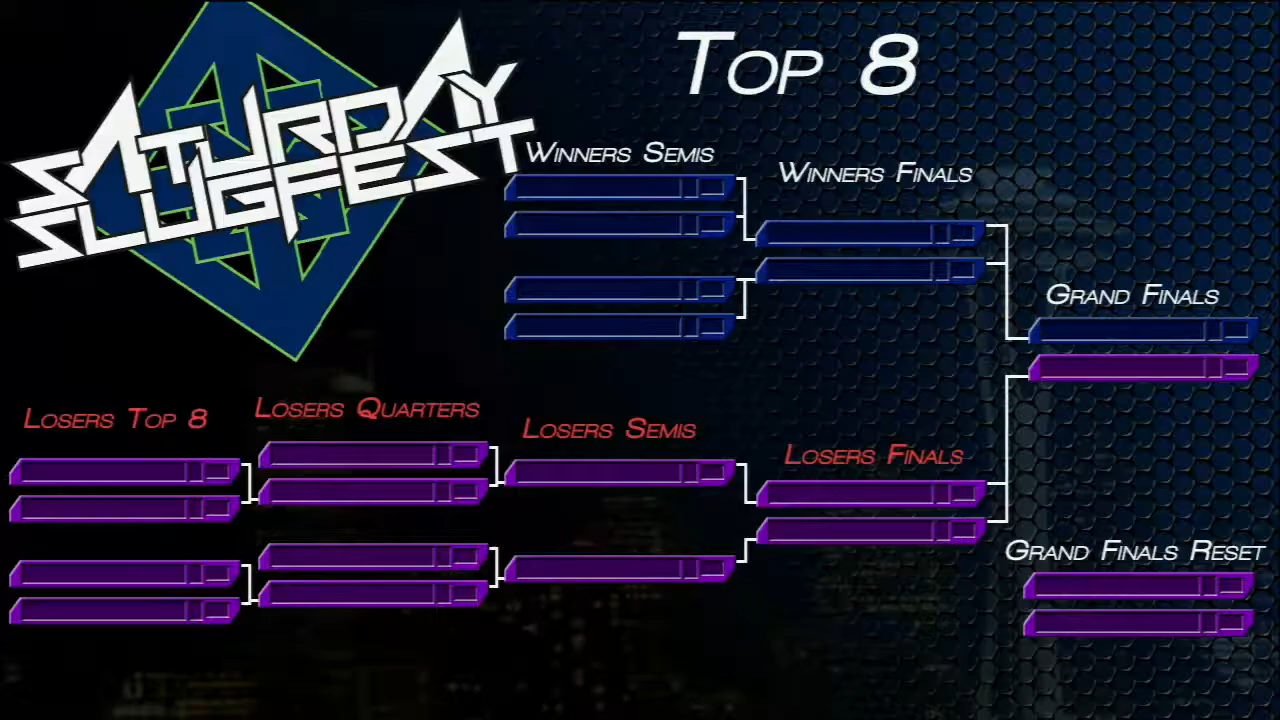 SATURDAY
SLUGFEST
TOP 8
WINNERS SEMIS
WINNERS FINALS
GRAND FINALS
LOSERS TOP 8
LOSERS QUARTERS
LOSERS SEMIS
LOSERS FINALS
GRAND FINALS RESET